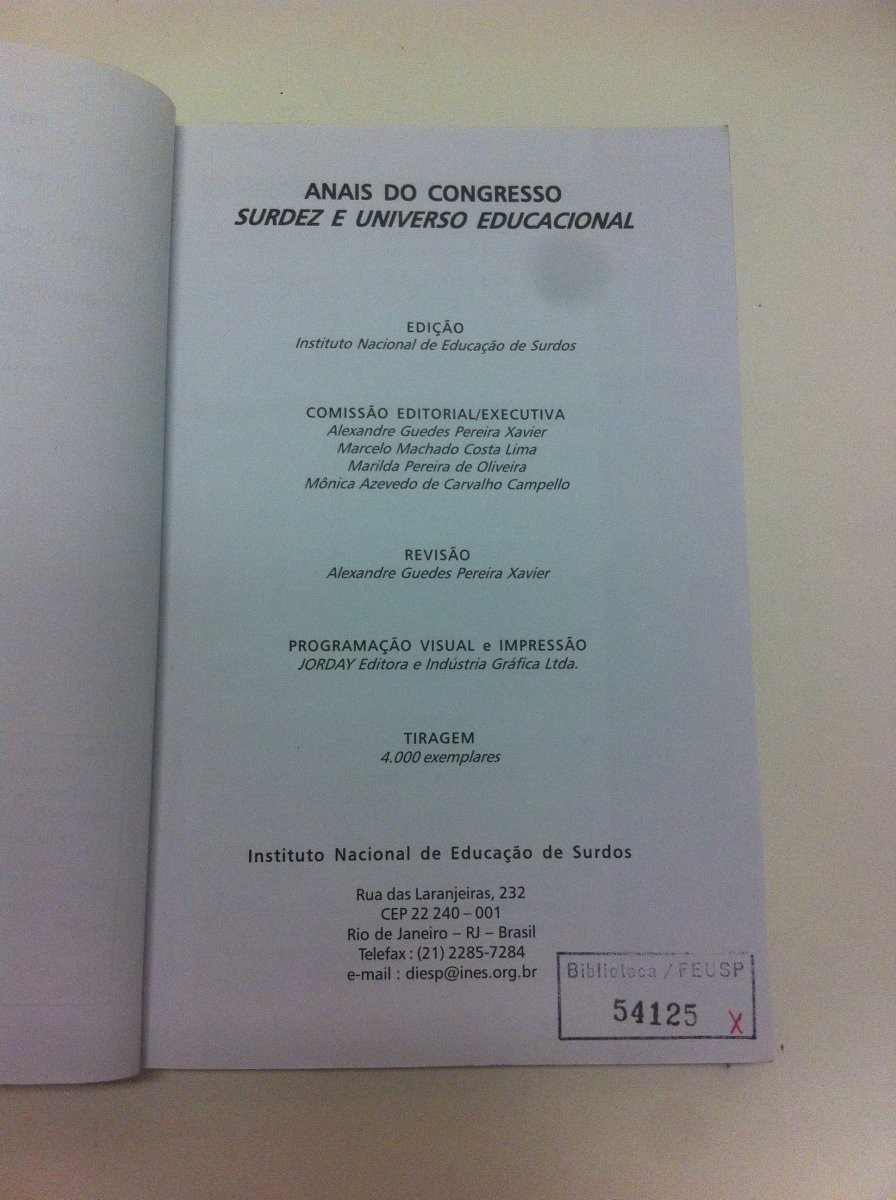 ANAIS DO CONGRESSO
SURDEZ E UNIVERSO EDUCACIONAL
EDIÇÃO
Instituto Nacional de Educação de Surdos
COMISSÃO EDITORIAL/EXECUTIVA
Alexandre Guedes Pereira Xavier
Marcelo Machado Costa Lima
Marilda Pereira de Oliveira
Mônica Azevedo de Carvalho Campello
REVISÃO
Alexandre Guedes Pereira Xavier
PROGRAMAÇÃO VISUAL e IMPRESSÃO
JORDAY Editora e Indústria Gráfica Ltda.
TIRAGEM
4.000 exemplares
Instituto Nacional de Educação de Surdos
Rua das Laranjeiras, 232
CEP 22 240 – 001
Rio de Janeiro – RJ – Brasil
Telefax : (21) 2285-7284
e-mail : diesp@ines.org.br
Biblioteca / FEUSP
54125 X